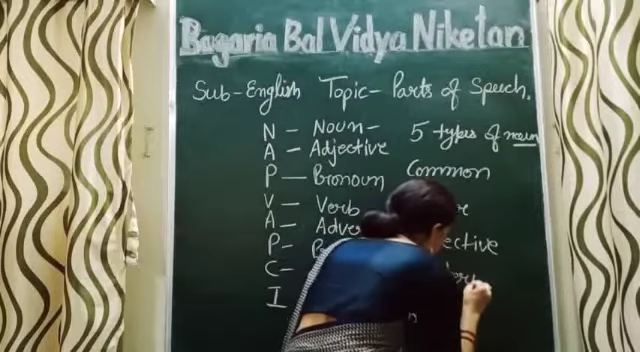 Bagaria Bal Vidya Niketan
Sub-English Topic- Parts of Speech.
N - Noun- 5 types of noun
A - Adjective
P - Pronoun Common
V - Verb
A -
P-
C-
I